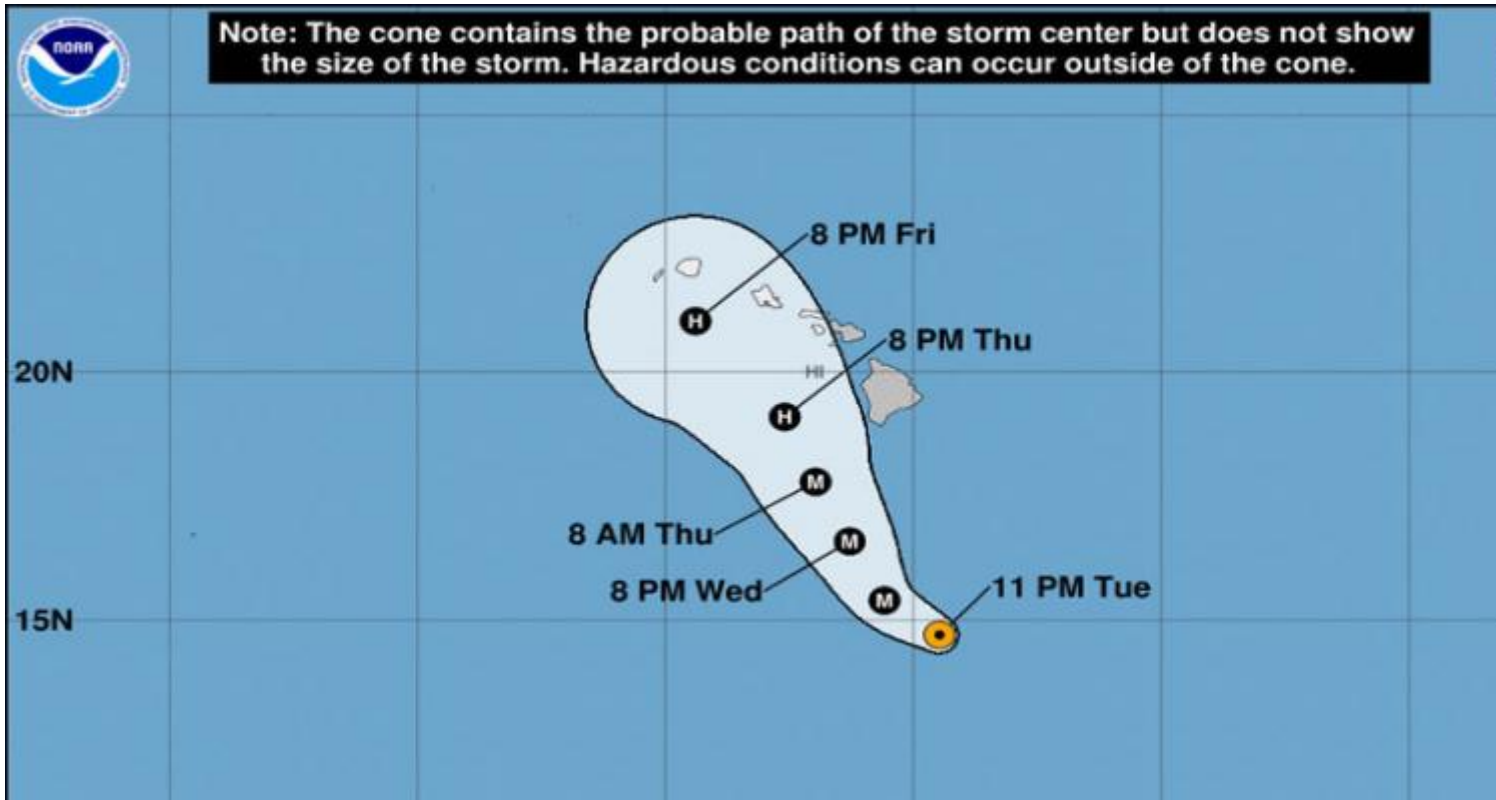 NOAA
Note: The cone contains the probable path of the storm center but does not show
the size of the storm. Hazardous conditions can occur outside of the cone.
8 PM Fri
H
8 PM Thu
20N
HI
H
M
8 AM Thu
M
8 PM Wed
M
11 PM Tue
15N